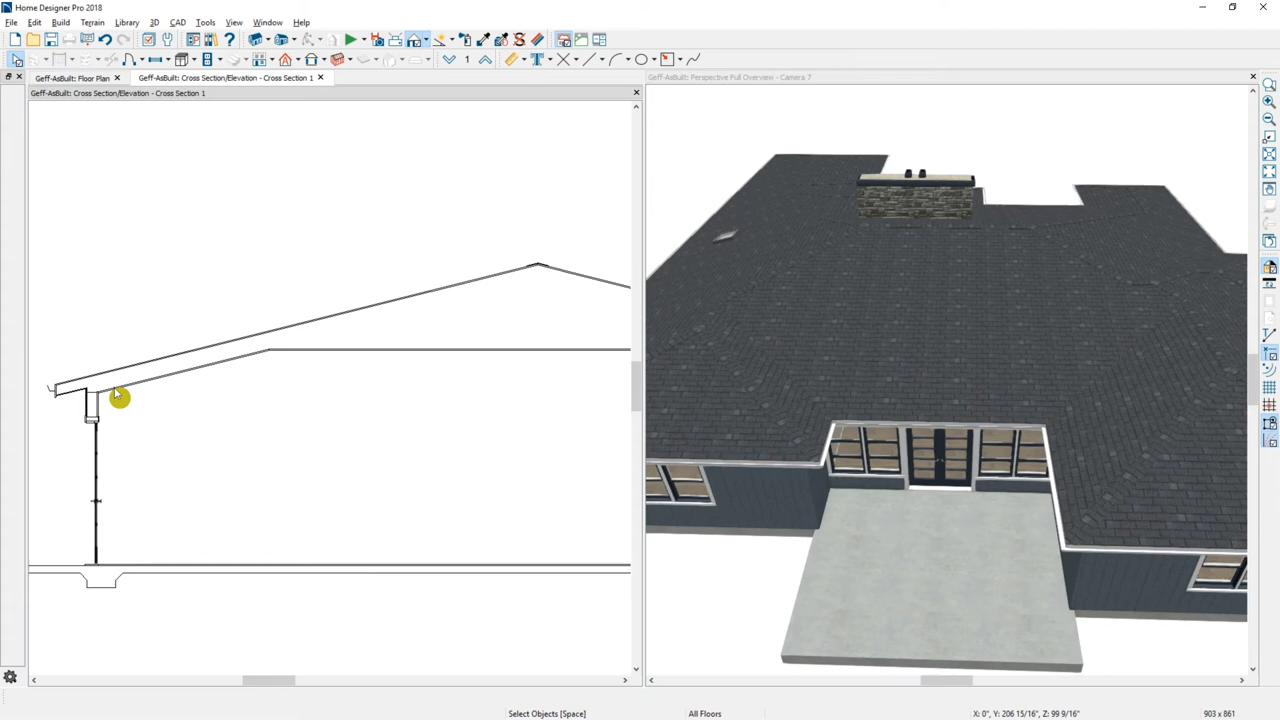 Home Designer Pro 2018
File Edit Build Terrain Library 3D CAD Tools View Window Help
1
Geff-AsBuilt: Floor Plan
Geff-AsBuilt: Cross Section/Elevation - Cross Section 1
Geff-AsBuilt: Perspective Full Overview - Camera 7
Geff-AsBuilt: Cross Section/Elevation - Cross Section 1
Select Objects [Space] All Floors X: 0", Y: 206 15/16", Z: 99 9/16" 903 x 861